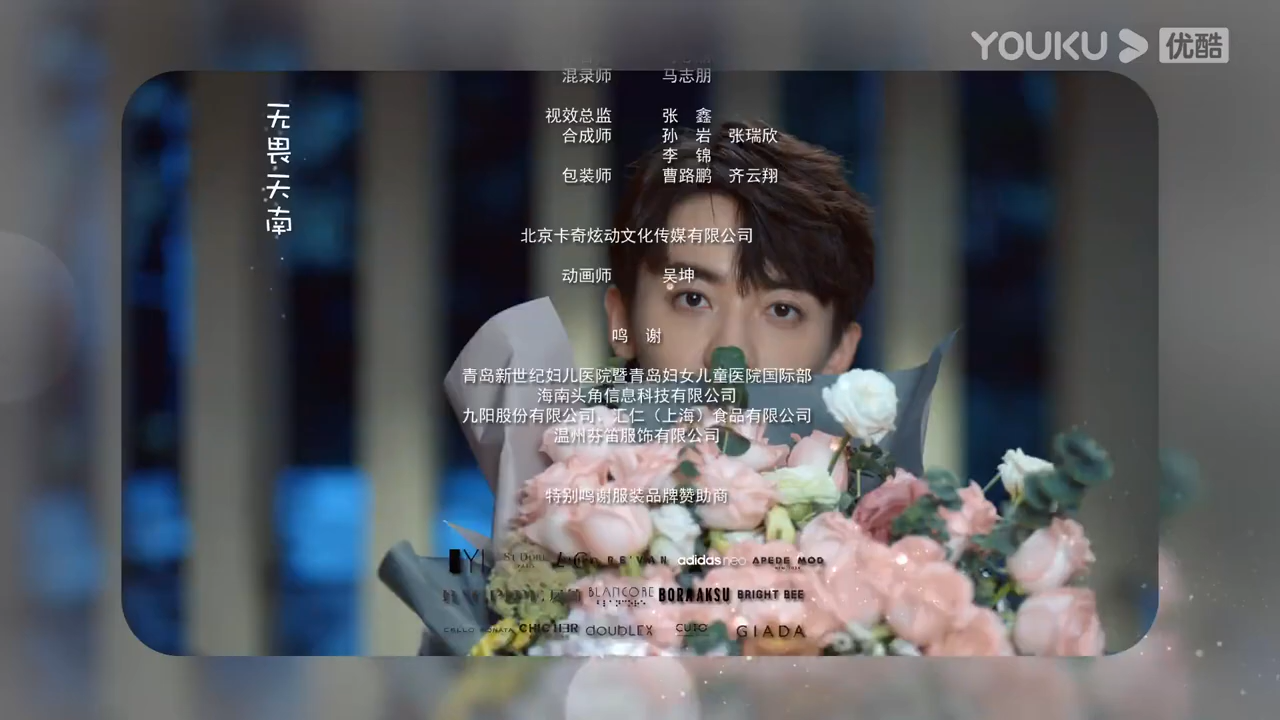 YOUKU 优酷
无畏天南
混录师 马志朋
视效总监 张 鑫
合成师 孙 岩 张瑞欣
李 锦
包装师 曹路鹏 齐云翔
北京卡奇炫动文化传媒有限公司
动画师 吴坤
鸣 谢
青岛新世纪妇儿医院暨青岛妇女儿童医院国际部
海南头角信息科技有限公司
九阳股份有限公司、汇仁（上海）食品有限公司
温州芬笛服饰有限公司
特别鸣谢服装品牌赞助商
adidas neo APEDE MOD
BLANCORE BORAAKSU BRIGHT BEE
CHICHER doUbLEX CUTO GIADA